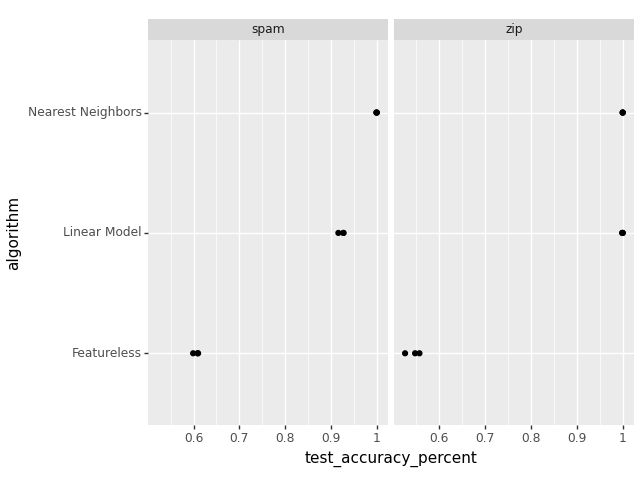 spam
zip
Nearest Neighbors
Linear Model
Featureless
algorithm
0.6 0.7 0.8 0.9 1
0.6 0.7 0.8 0.9 1
test_accuracy_percent